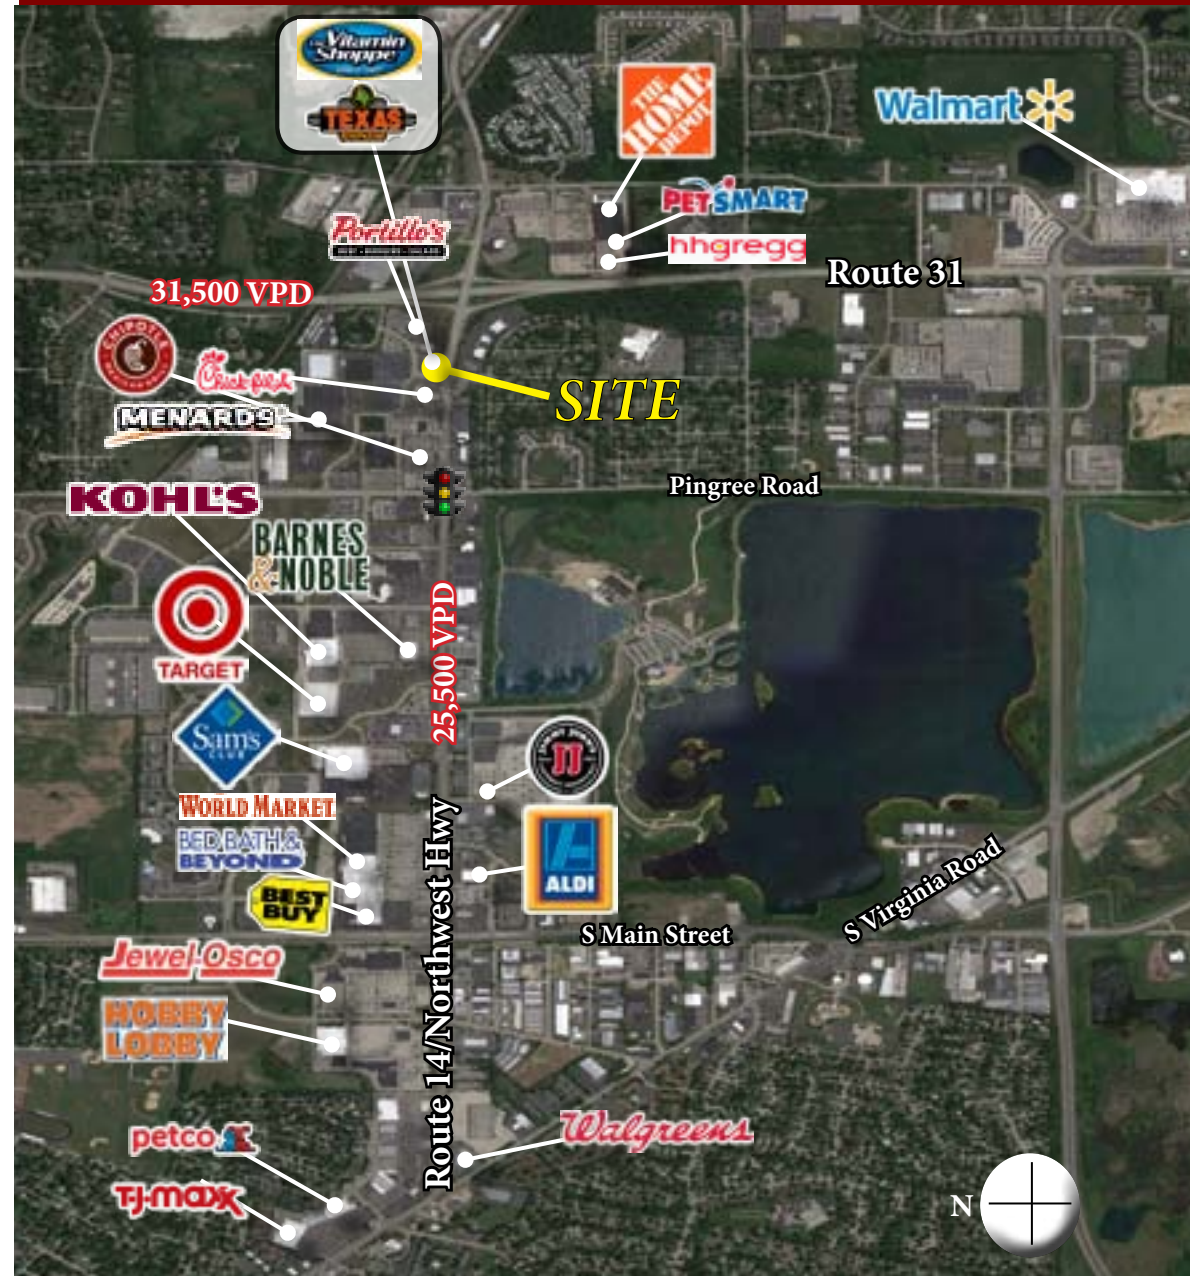 The Vitamin Shoppe
TEXAS
THE HOME DEPOT
Walmart
PETSMART
hhgregg
Portillo's
Route 31
31,500 VPD
CHIPOTLE
Chick-fil-A
MENARDS
SITE
Pingree Road
KOHL'S
BARNES
&NOBLE
TARGET
25,500 VPD
Sam's
CLUB
JJ
WORLD MARKET
BED BATH &
BEYOND
ALDI
BEST
BUY
Route 14/Northwest Hwy
S Main Street
S Virginia Road
Jewel-Osco
HOBBY
LOBBY
petco
Walgreens
T·J·maxx
N